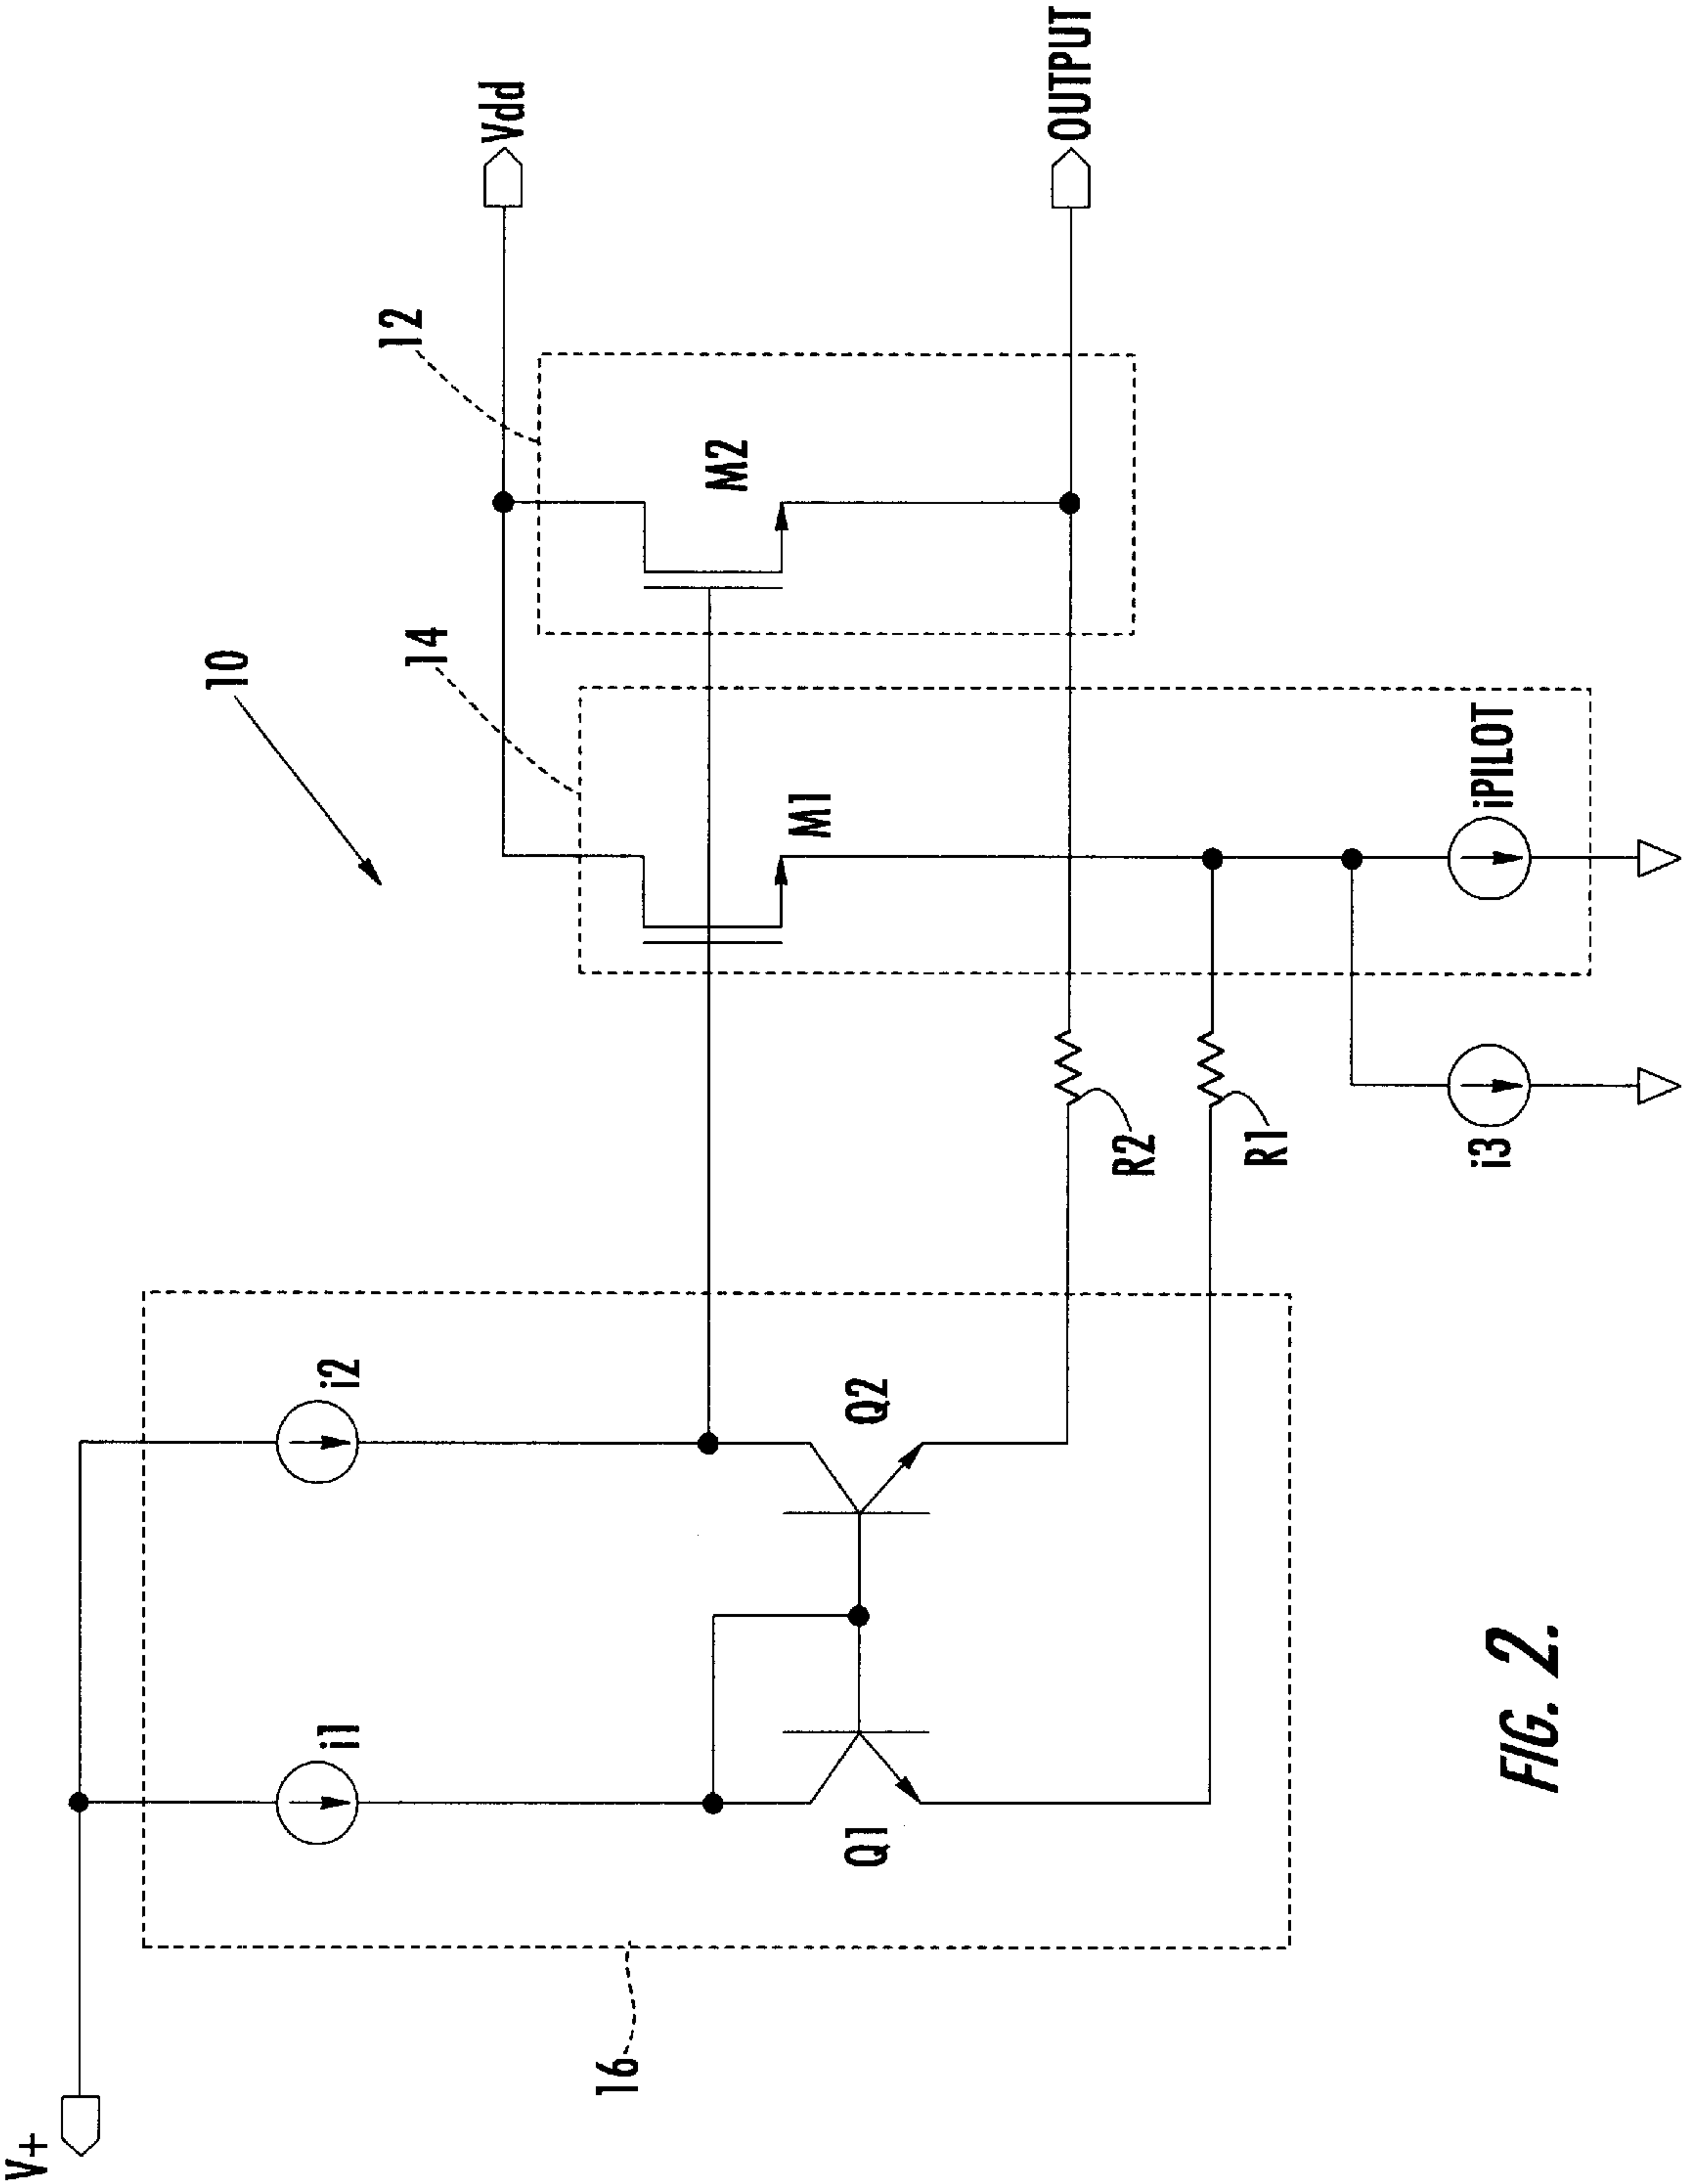 V+
Vdd
OUTPUT
10
12
14
16
i1
i2
Q1
Q2
M1
M2
R2
R1
i3
iPILOT
FIG. 2.